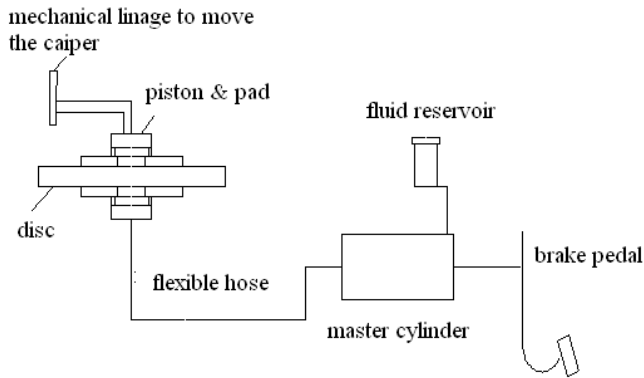 mechanical linage to move
the caiper
piston & pad
fluid reservoir
disc
flexible hose
brake pedal
master cylinder